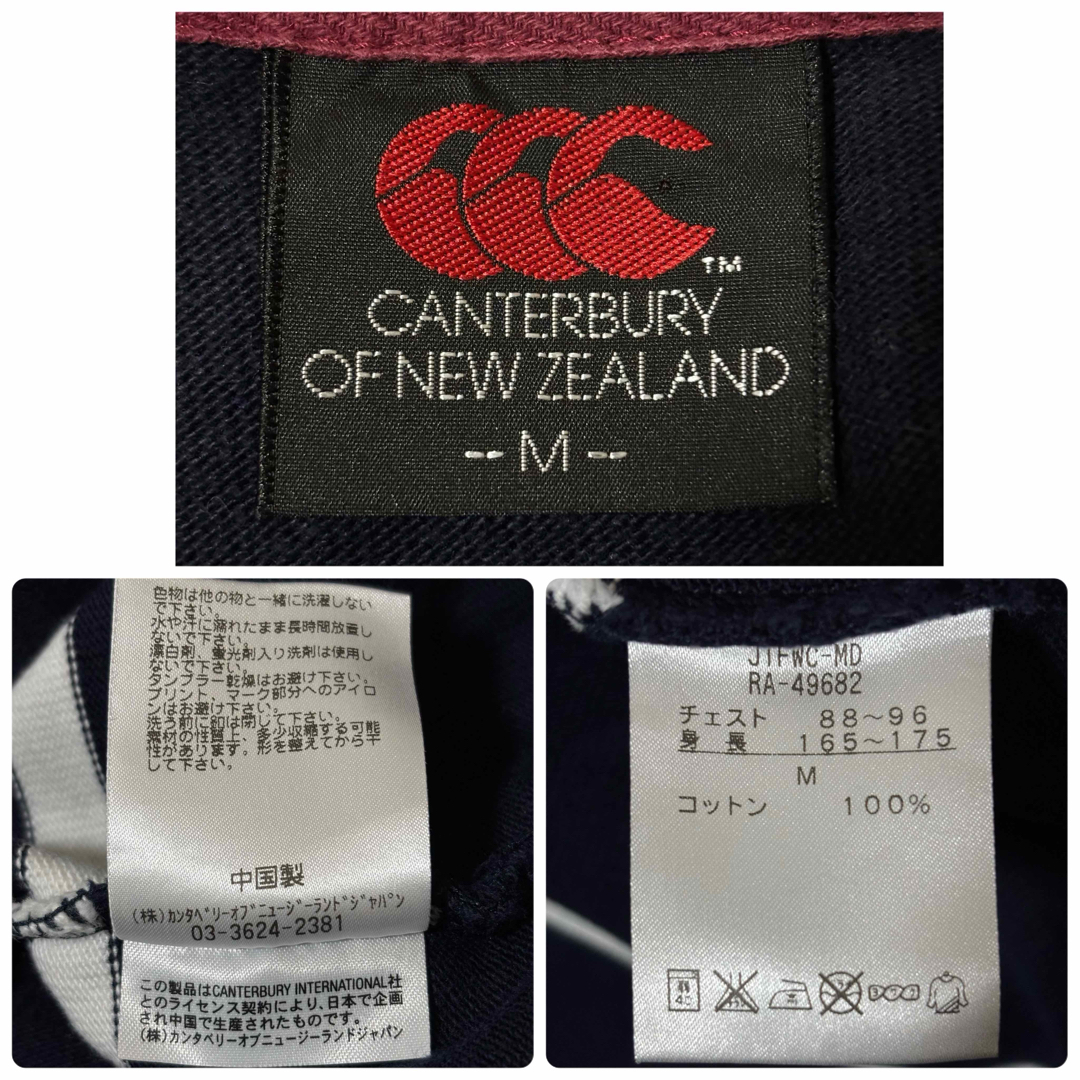 TM
CANTERBURY
OF NEW ZEALAND
-- M --
色物は他の物と一緒に洗濯しない
で下さい。
水や汗に濡れたまま長時間放置し
ないで下さい。
漂白剤、蛍光剤入り洗剤は使用し
ないで下さい。
タンブラー乾燥はお避け下さい。
プリント、マーク部分へのアイロ
ンはお避け下さい。
洗う前に釦は閉じて下さい。
素材の性質上、多少収縮する可能
性があります。形を整えてから干
して下さい。
中国製
(株)カンタベリーオブニュージーランドジャパン
03-3624-2381
この製品はCANTERBURY INTERNATIONAL社
とのライセンス契約により、日本で企画
され中国で生産されたものです。
(株)カンタベリーオブニュージーランドジャパン
JTFWC-MD
RA-49682
チェスト 88〜96
身長 165〜175
M
コットン 100%